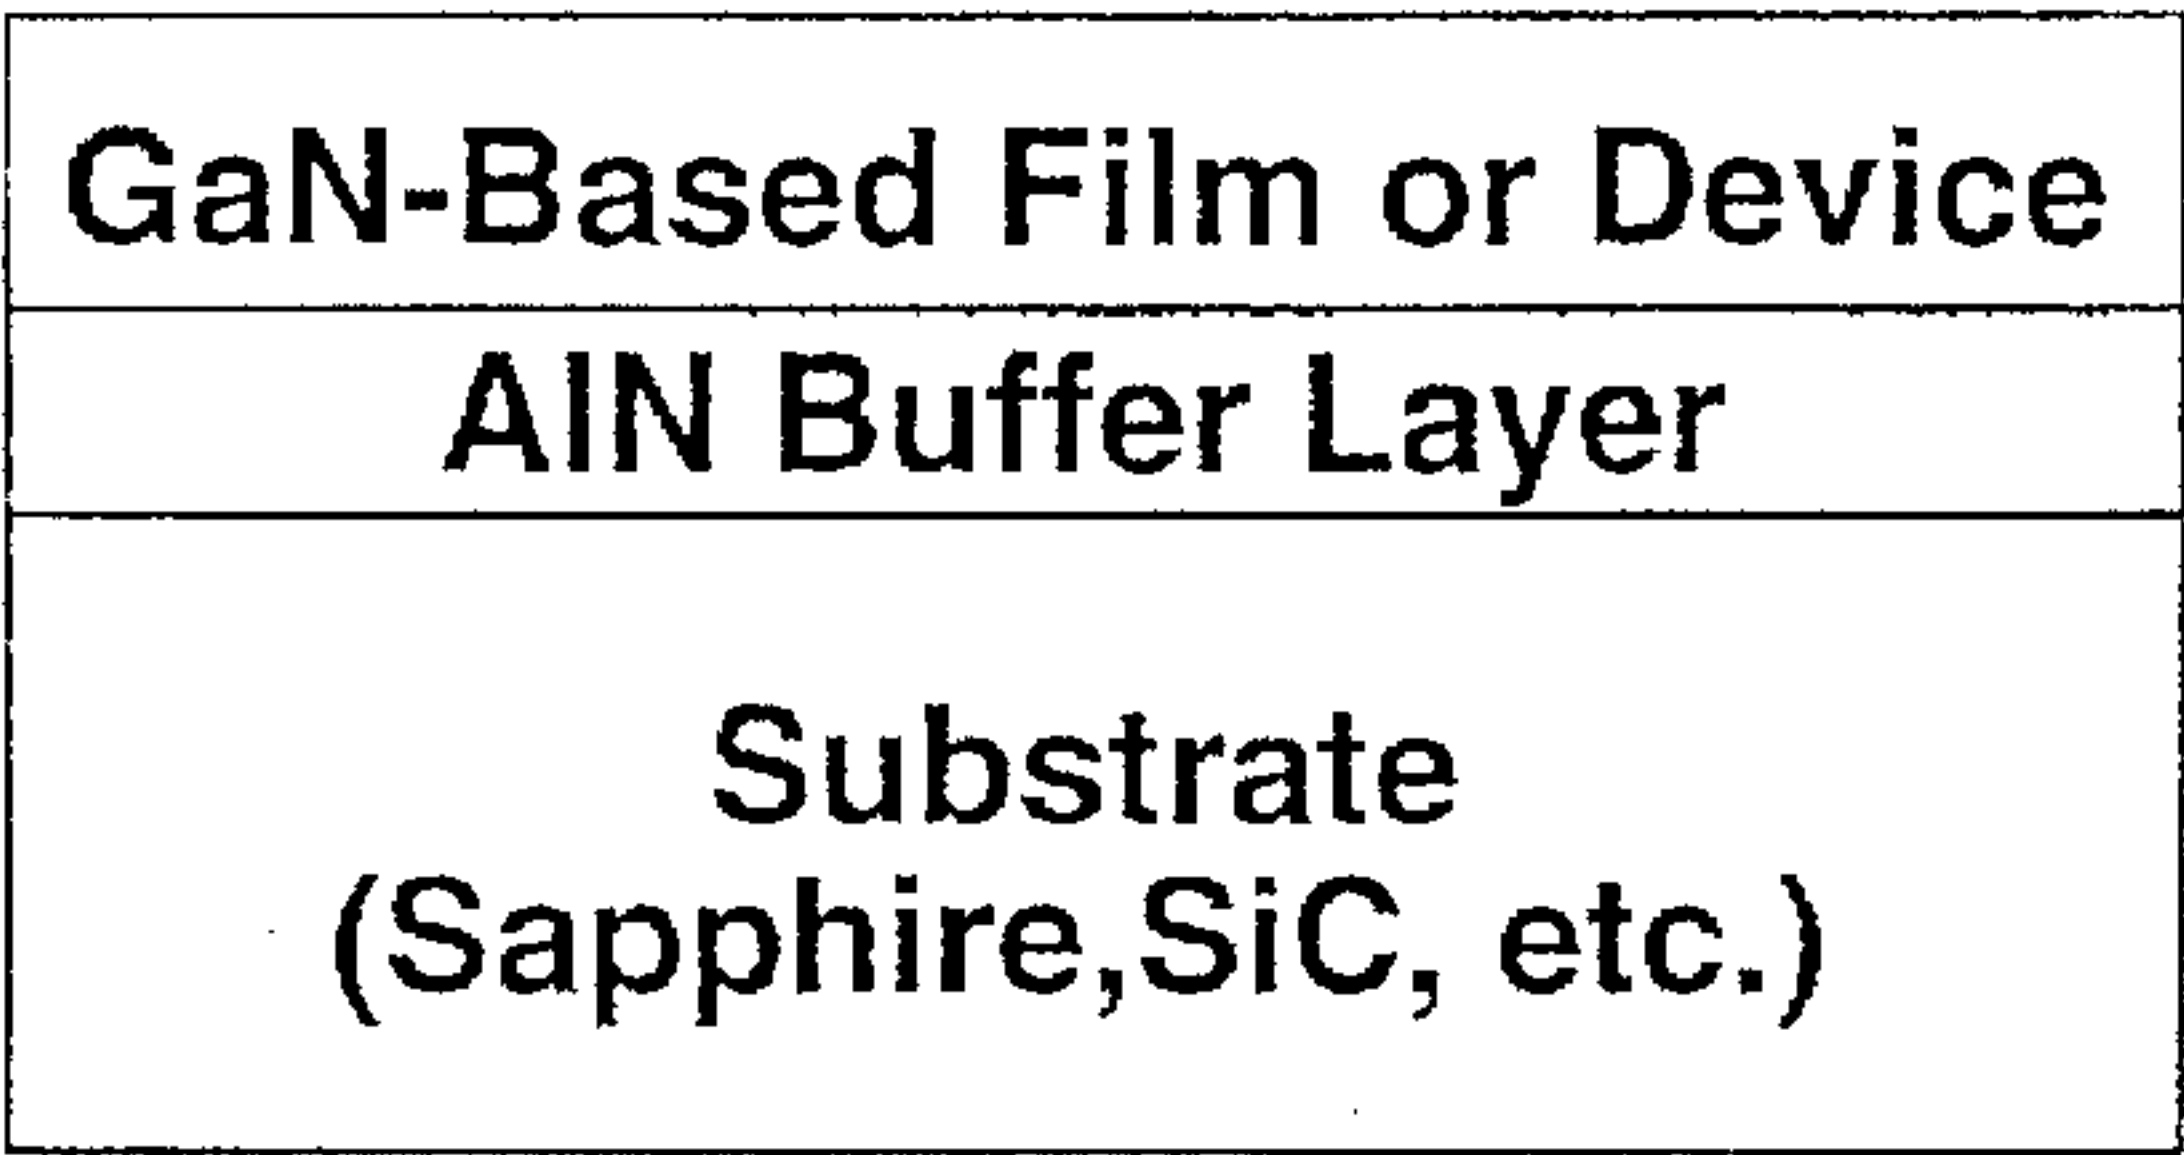 GaN-Based Film or Device
AlN Buffer Layer
Substrate
(Sapphire,SiC, etc.)